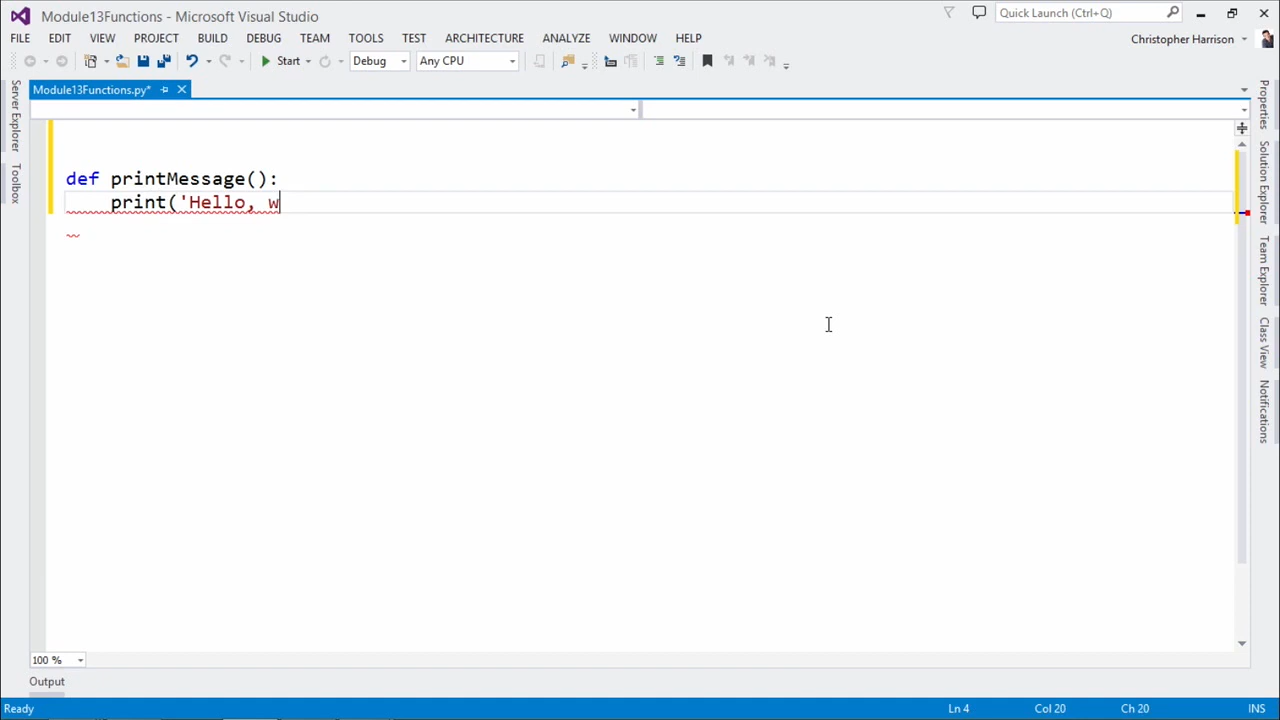 Module13Functions - Microsoft Visual Studio
Quick Launch (Ctrl+Q)
FILE EDIT VIEW PROJECT BUILD DEBUG TEAM TOOLS TEST ARCHITECTURE ANALYZE WINDOW HELP
Christopher Harrison
Start Debug Any CPU
Module13Functions.py*
Server Explorer
Toolbox
def printMessage():
    print('Hello, w
Properties
Solution Explorer
Team Explorer
Class View
Notifications
100 %
Output
Ready Ln 4 Col 20 Ch 20 INS